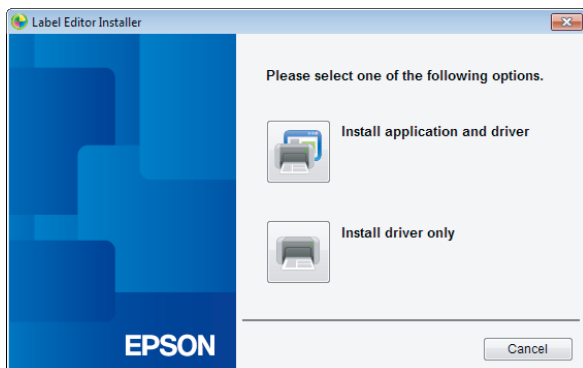 Label Editor Installer
Please select one of the following options.
Install application and driver
Install driver only
EPSON
Cancel